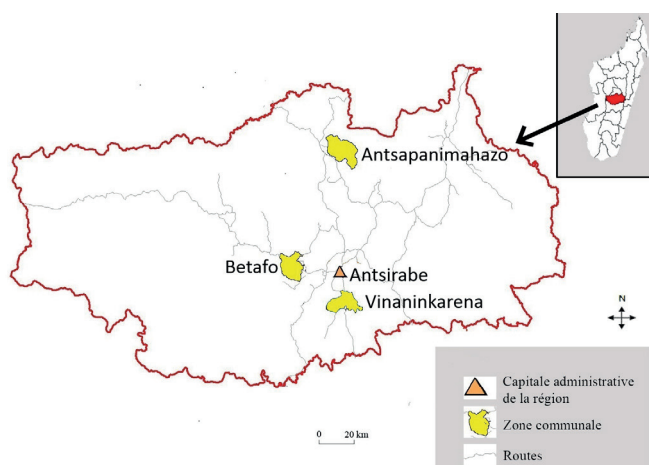 Antsapanimahazo
Betafo
Antsirabe
Vinaninkarena
N
Capitale administrative
de la région
Zone communale
Routes
0 20 km